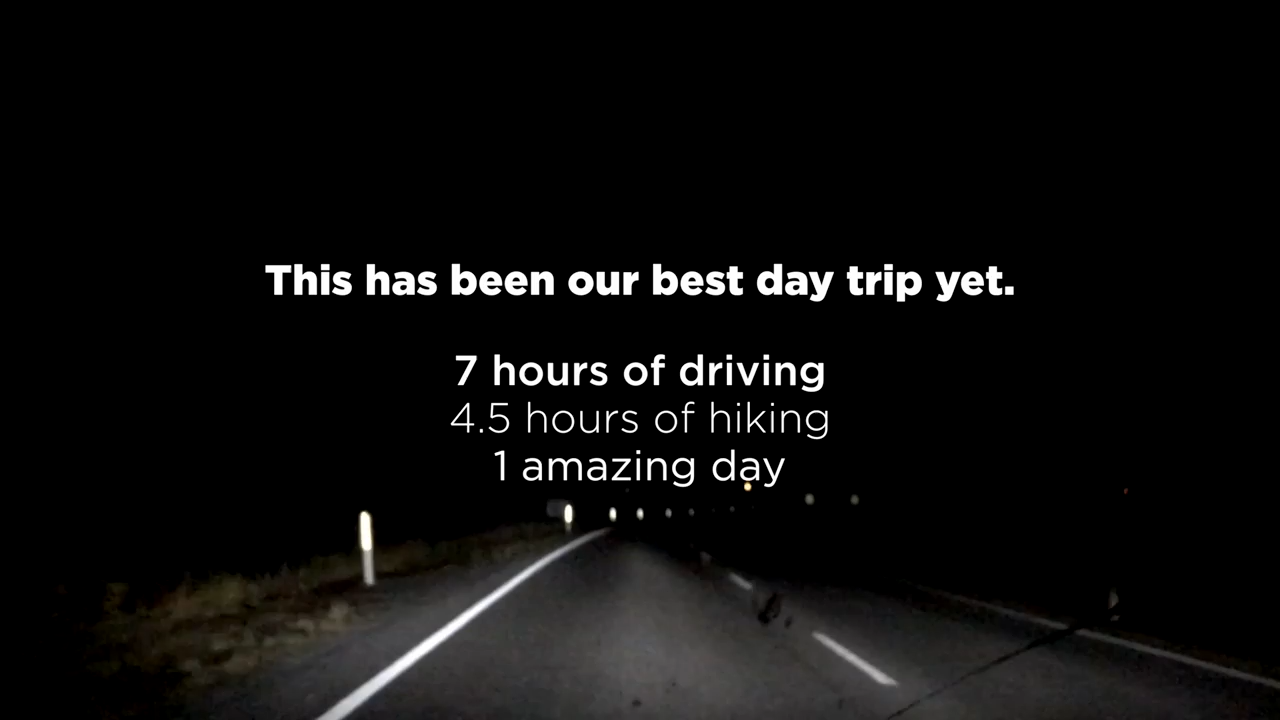 This has been our best day trip yet.
7 hours of driving
4.5 hours of hiking
1 amazing day